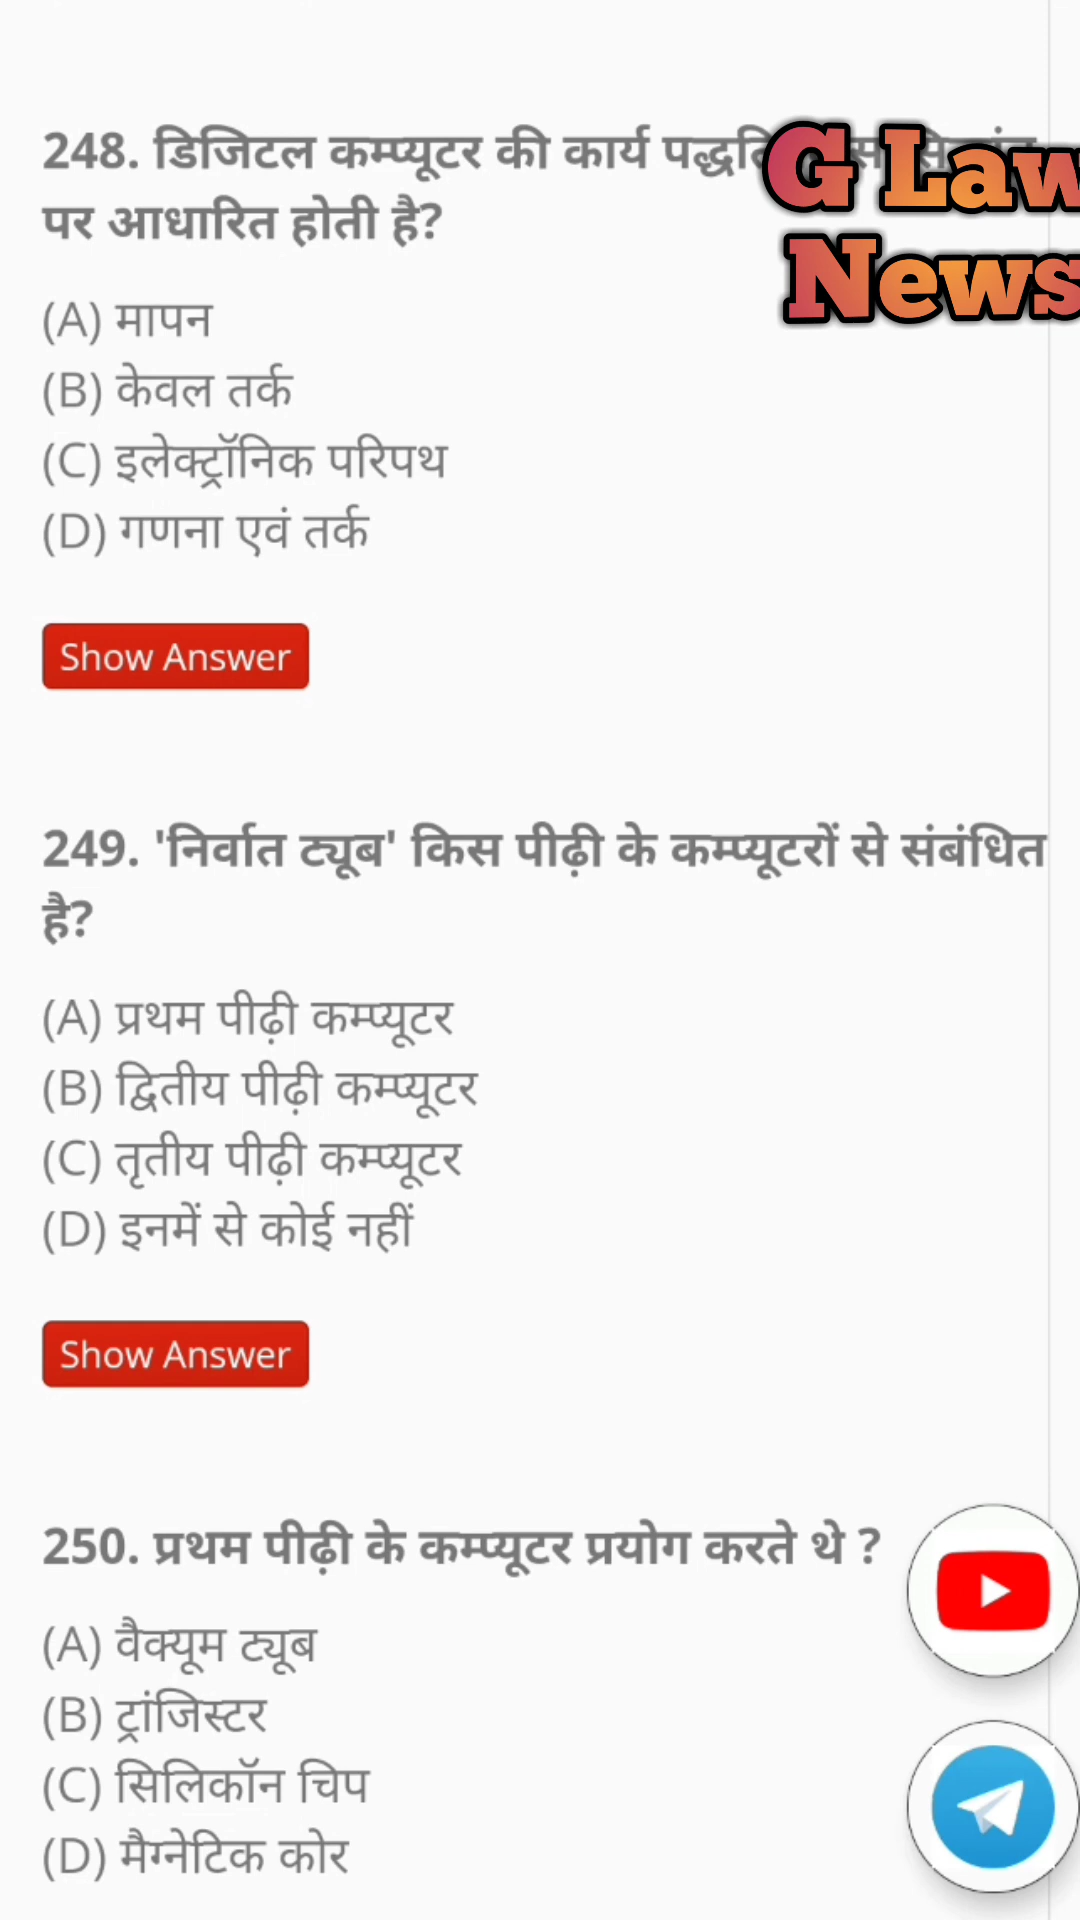 248. डिजिटल कम्प्यूटर की कार्य पद्धति
G Law
पर आधारित होती है?
News
(A) मापन
(B) केवल तर्क
(C) इलेक्ट्रॉनिक परिपथ
(D) गणना एवं तर्क
Show Answer
249. 'निर्वात ट्यूब' किस पीढ़ी के कम्प्यूटरों से संबंधित
है?
(A) प्रथम पीढ़ी कम्प्यूटर
(B) द्वितीय पीढ़ी कम्प्यूटर
(C) तृतीय पीढ़ी कम्प्यूटर
(D) इनमें से कोई नहीं
Show Answer
250. प्रथम पीढ़ी के कम्प्यूटर प्रयोग करते थे ?
(A) वैक्यूम ट्यूब
(B) ट्रांजिस्टर
(C) सिलिकॉन चिप
(D) मैग्नेटिक कोर